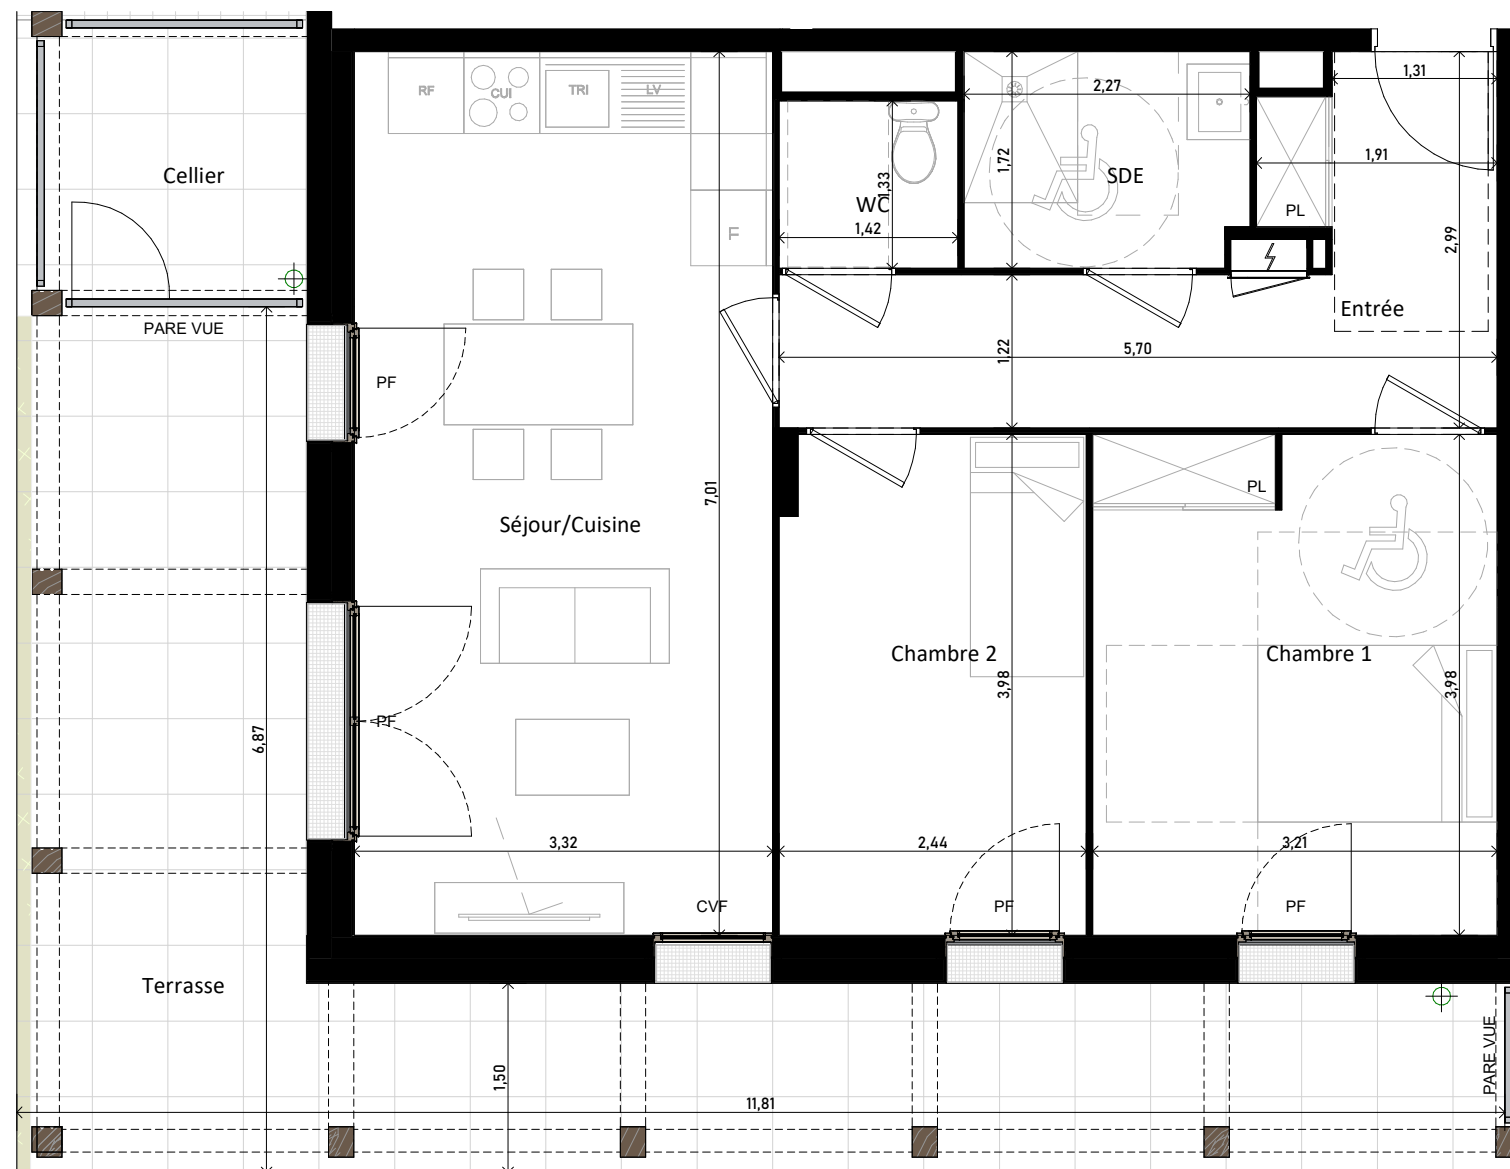 RF
CUI
TRI
LV
2,27
1,31
Cellier
1,72
SDE
1,91
1,33
WC
PL
1,42
F
2,99
Entrée
PARE VUE
PF
1,22
5,70
7,01
PL
Séjour/Cuisine
Chambre 2
Chambre 1
3,98
3,98
6,87
PF
3,32
2,44
3,21
CVF
PF
PF
Terrasse
1,50
PARE VUE
11,81